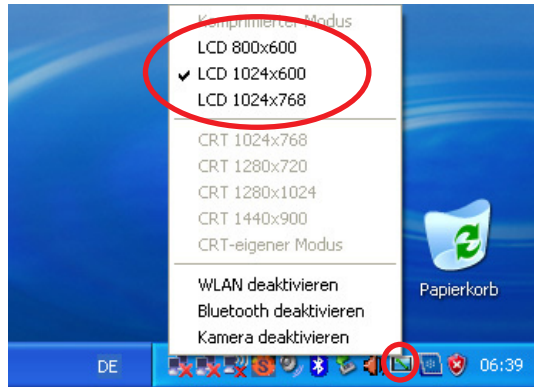 Komprimierter Modus
LCD 800x600
LCD 1024x600
LCD 1024x768
CRT 1024x768
CRT 1280x720
CRT 1280x1024
CRT 1440x900
CRT-eigener Modus
WLAN deaktivieren
Bluetooth deaktivieren
Kamera deaktivieren
Papierkorb
DE
S
06:39